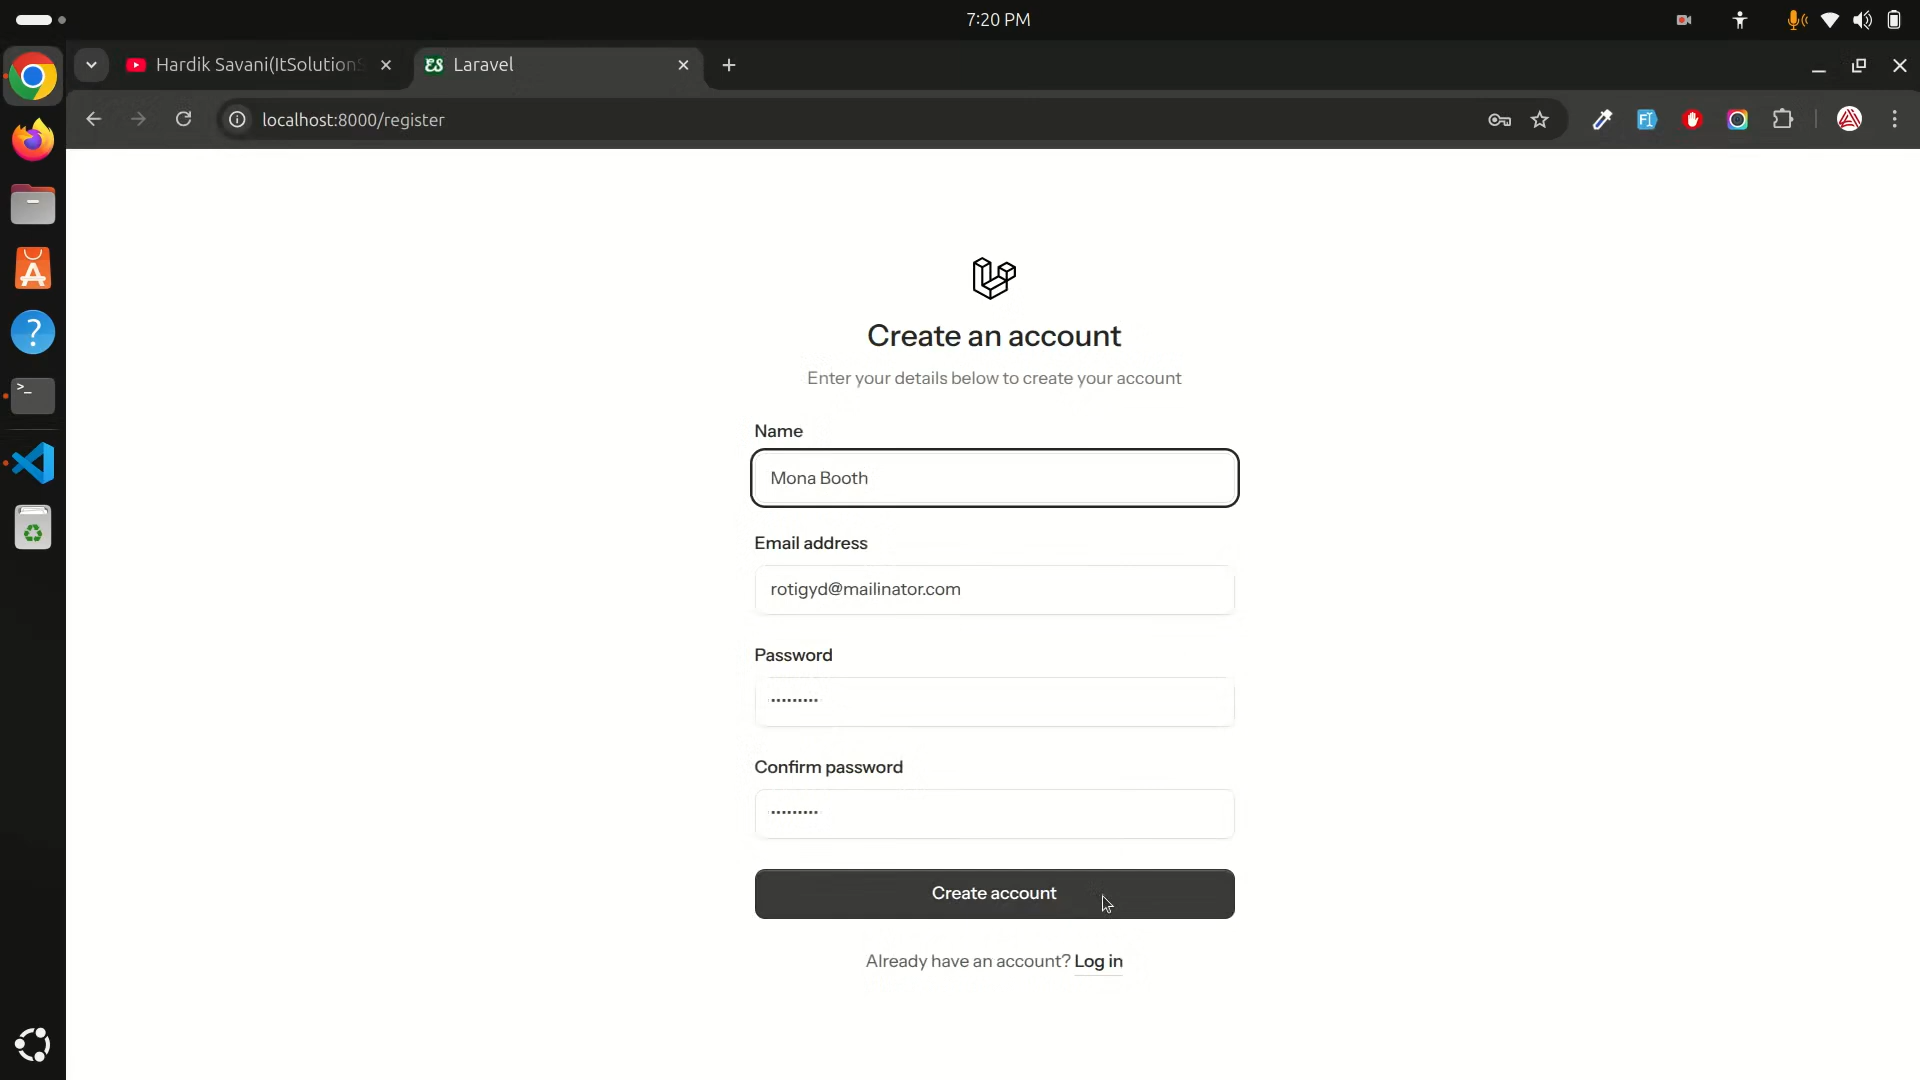 7:20 PM
Hardik Savani(ItSolutionS
Laravel
localhost:8000/register
Create an account
Enter your details below to create your account
Name
Mona Booth
Email address
rotigyd@mailinator.com
Password
•••••••••
Confirm password
•••••••••
Create account
Already have an account? Log in